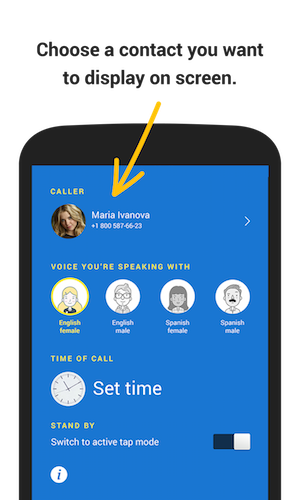 Choose a contact you want
to display on screen.
CALLER
Maria Ivanova
+1 800 587-66-23
VOICE YOU'RE SPEAKING WITH
English
female
English
male
Spanish
female
Spanish
male
TIME OF CALL
Set time
STAND BY
Switch to active tap mode
i